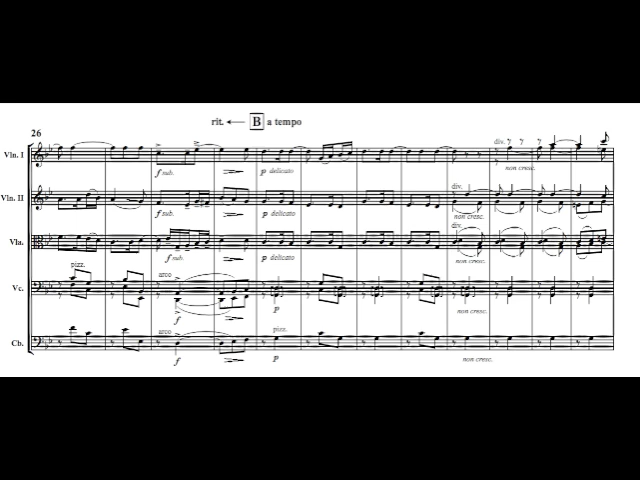 rit. B a tempo
26
div.
Vln. I
f sub. p delicato non cresc.
div.
Vln. II
f sub. p delicato non cresc.
div.
Vla.
f sub. p delicato non cresc.
pizz. arco
Vc.
f p non cresc.
arco pizz.
Cb.
f p non cresc.